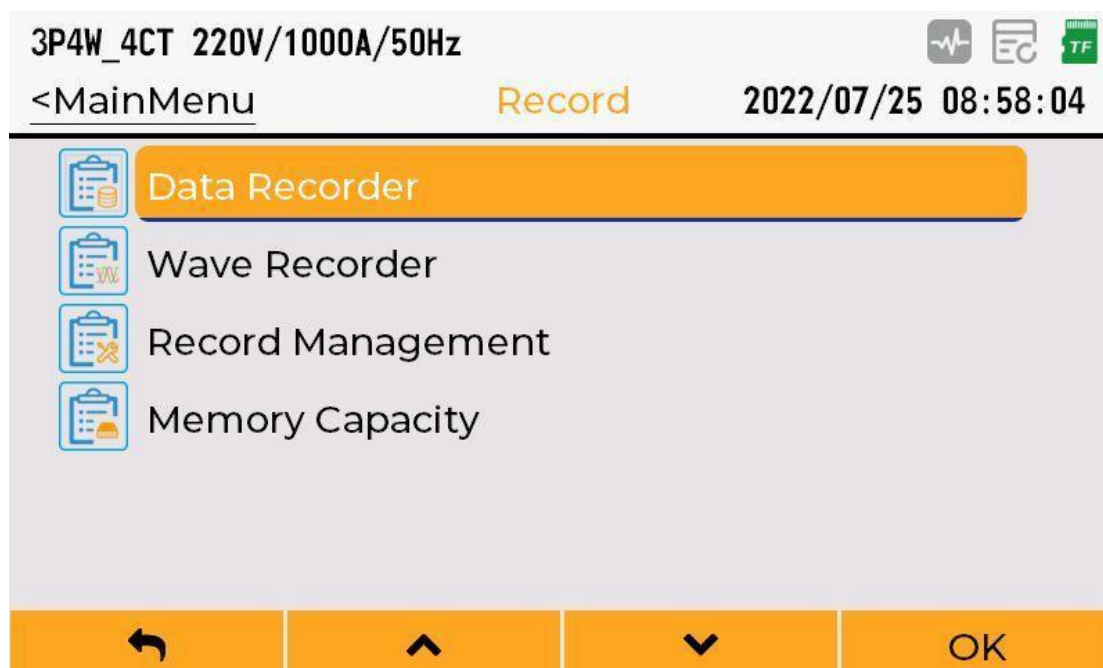 3P4W_4CT 220V/1000A/50Hz
TF
<MainMenu Record 2022/07/25 08:58:04
Data Recorder
Wave Recorder
Record Management
Memory Capacity
OK